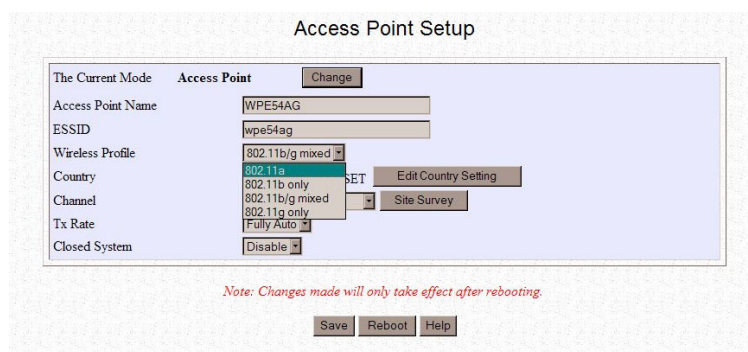 Access Point Setup
The Current Mode Access Point Change
Access Point Name WPE54AG
ESSID wpe54ag
Wireless Profile 802.11b/g mixed
802.11a
Country 802.11b only SET Edit Country Setting
Channel 802.11b/g mixed Site Survey
802.11g only
Tx Rate Fully Auto
Closed System Disable
Note: Changes made will only take effect after rebooting.
Save Reboot Help